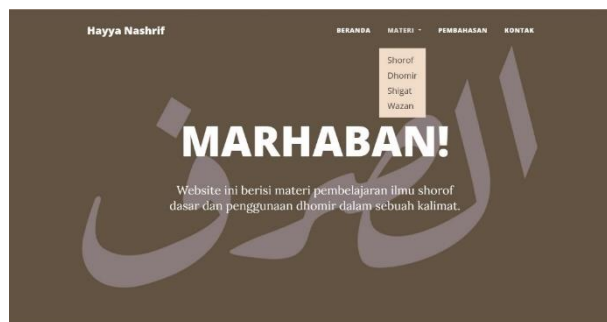 Hayya Nashrif
BERANDA MATERI PEMBAHASAN KONTAK
Shorof
Dhomir
Shigat
Wazan
الصرف
MARHABAN!
Website ini berisi materi pembelajaran ilmu shorof
dasar dan penggunaan dhomir dalam sebuah kalimat.